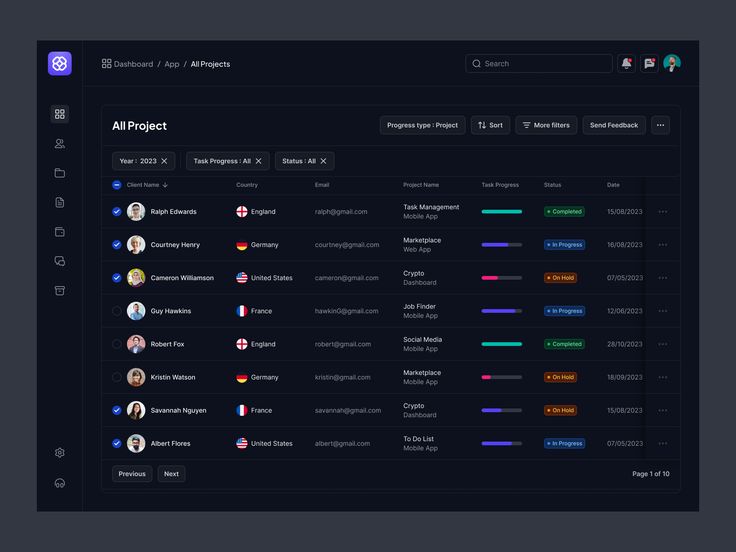 Dashboard / App / All Projects
Search
All Project
Progress type : Project
Sort
More filters
Send Feedback
Year : 2023
Task Progress : All
Status : All
Client Name Country Email Project Name Task Progress Status Date
Ralph Edwards England ralph@gmail.com Task Management Completed 15/08/2023
Mobile App
Courtney Henry Germany courtney@gmail.com Marketplace In Progress 16/08/2023
Web App
Cameron Williamson United States cameron@gmail.com Crypto On Hold 07/05/2023
Dashboard
Guy Hawkins France hawkinG@gmail.com Job Finder In Progress 12/06/2023
Mobile App
Robert Fox England robert@gmail.com Social Media Completed 28/10/2023
Mobile App
Kristin Watson Germany kristin@gmail.com Marketplace On Hold 18/09/2023
Mobile App
Savannah Nguyen France savannah@gmail.com Crypto On Hold 15/08/2023
Dashboard
Albert Flores United States albert@gmail.com To Do List In Progress 07/05/2023
Mobile App
Previous
Next
Page 1 of 10